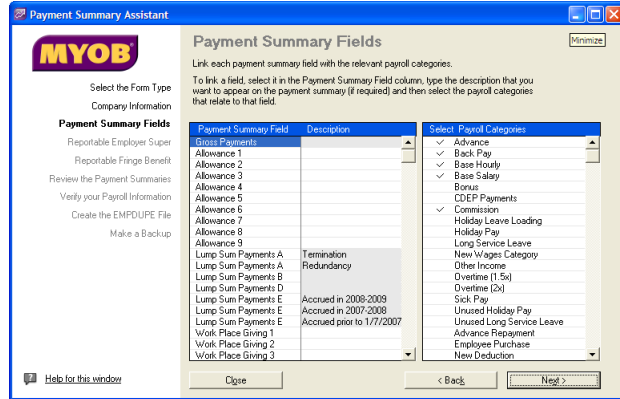 Payment Summary Assistant
MYOB
Select the Form Type
Company Information
Payment Summary Fields
Reportable Employer Super
Reportable Fringe Benefit
Review the Payment Summaries
Verify your Payroll Information
Create the EMPDUPE File
Make a Backup
Help for this window
Payment Summary Fields
Minimize
Link each payment summary field with the relevant payroll categories.
To link a field, select it in the Payment Summary Field column, type the description that you
want to appear on the payment summary (if required) and then select the payroll categories
that relate to that field.
Payment Summary Field Description
Gross Payments
Allowance 1
Allowance 2
Allowance 3
Allowance 4
Allowance 5
Allowance 6
Allowance 7
Allowance 8
Allowance 9
Lump Sum Payments A Termination
Lump Sum Payments A Redundancy
Lump Sum Payments B
Lump Sum Payments D
Lump Sum Payments E Accrued in 2008-2009
Lump Sum Payments E Accrued in 2007-2008
Lump Sum Payments E Accrued prior to 1/7/2007
Work Place Giving 1
Work Place Giving 2
Work Place Giving 3
Select Payroll Categories
Advance
Back Pay
Base Hourly
Base Salary
Bonus
CDEP Payments
Commission
Holiday Leave Loading
Holiday Pay
Long Service Leave
New Wages Category
Other Income
Overtime (1.5x)
Overtime (2x)
Sick Pay
Unused Holiday Pay
Unused Long Service Leave
Advance Repayment
Employee Purchase
New Deduction
Close
< Back
Next >